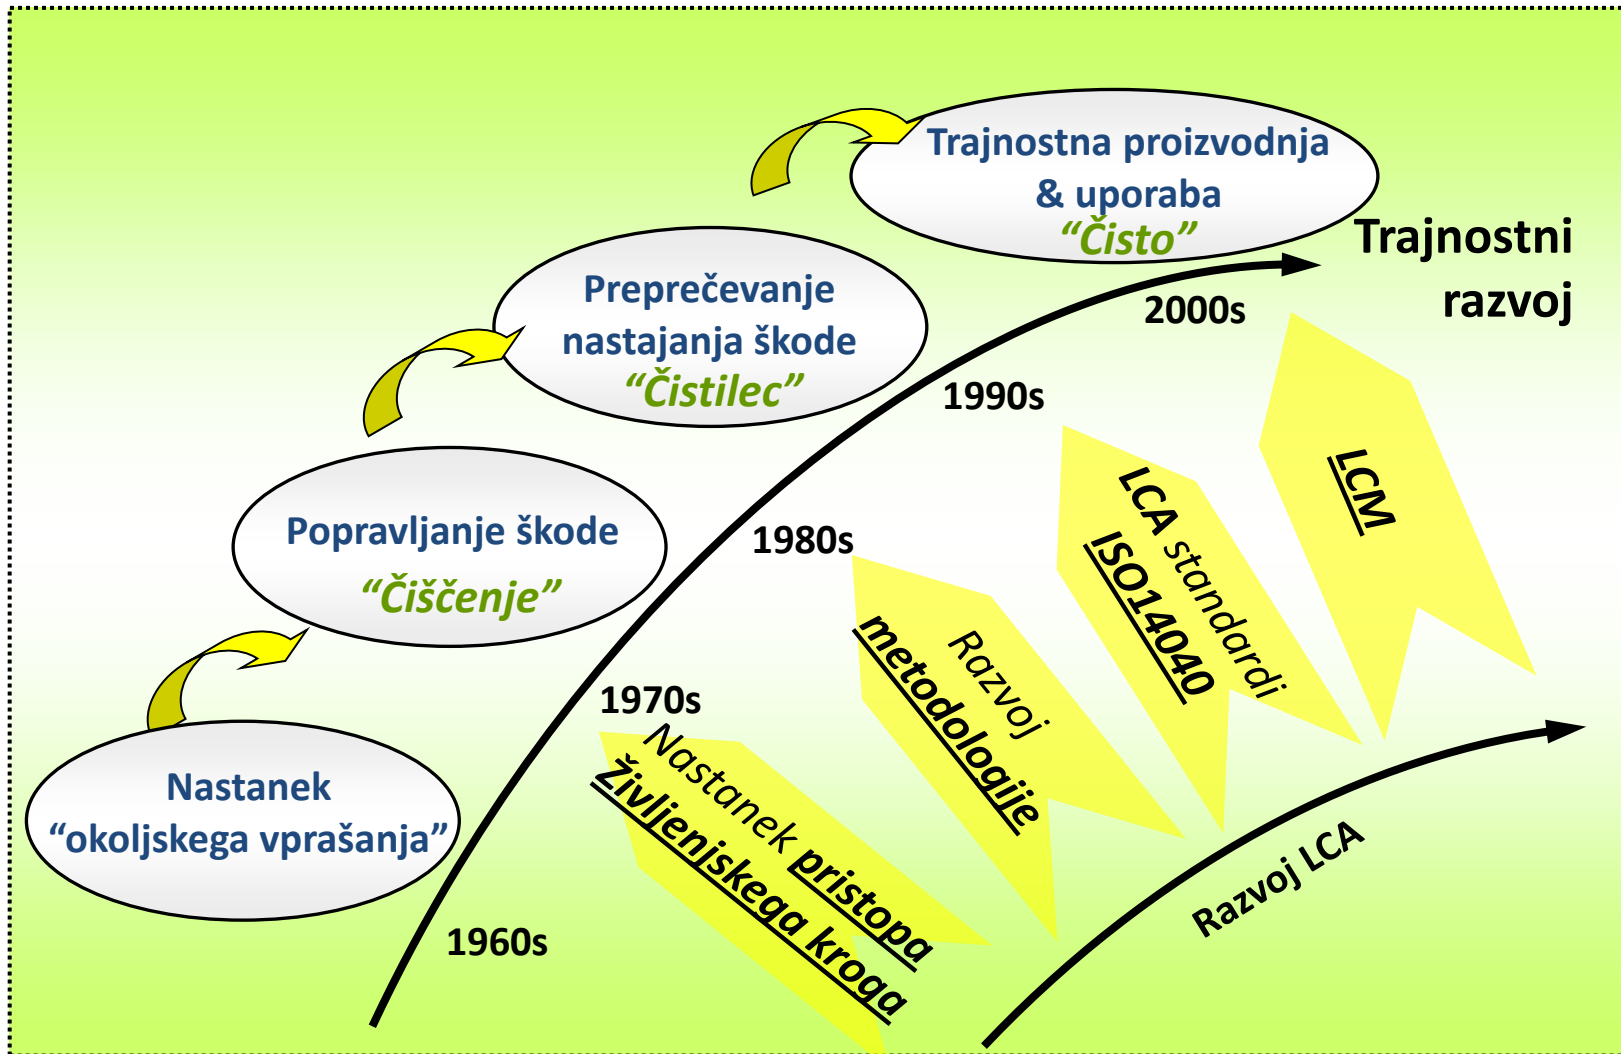 Trajnostna proizvodnja
& uporaba
“Čisto”
Trajnostni
razvoj
Preprečevanje
nastajanja škode
“Čistilec”
2000s
1990s
Popravljanje škode
“Čiščenje”
1980s
1970s
Nastanek
“okoljskega vprašanja”
1960s
Nastanek pristopa
življenjskega kroga
Razvoj
metodologije
LCA standardi
ISO14040
LCM
Razvoj LCA